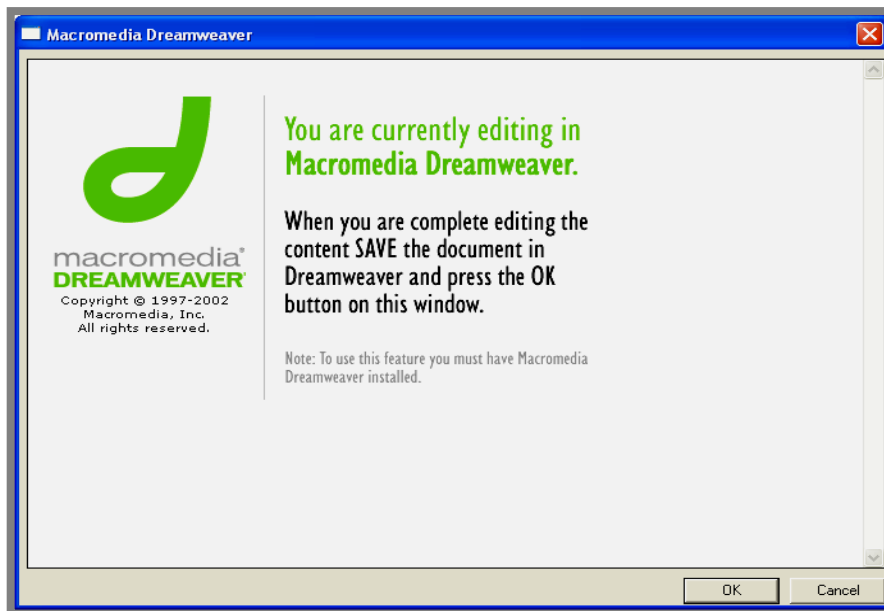 Macromedia Dreamweaver
You are currently editing in
Macromedia Dreamweaver.
When you are complete editing the
content SAVE the document in
Dreamweaver and press the OK
button on this window.
Note: To use this feature you must have Macromedia
Dreamweaver installed.
macromedia®
DREAMWEAVER®
Copyright © 1997-2002
Macromedia, Inc.
All rights reserved.
OK
Cancel